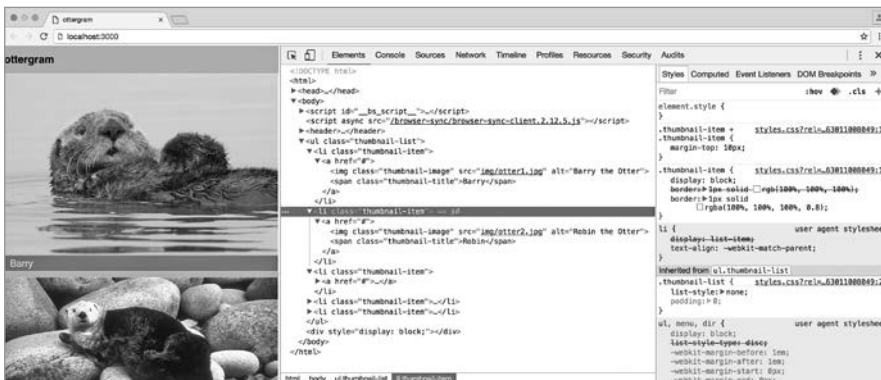 ottergram
localhost:3000
Elements Console Sources Network Timeline Profiles Resources Security Audits
ottergram
Barry
<!DOCTYPE html>
<html>
<head>…</head>
<body>
<script id="__bs_script__">…</script>
<script async src="/browser-sync/browser-sync-client.2.12.5.js"></script>
<header>…</header>
<ul class="thumbnail-list">
<li class="thumbnail-item">
<a href="#">
<img class="thumbnail-image" src="img/otter1.jpg" alt="Barry the Otter">
<span class="thumbnail-title">Barry</span>
</a>
</li>
<li class="thumbnail-item"> == $0
<a href="#">
<img class="thumbnail-image" src="img/otter2.jpg" alt="Robin the Otter">
<span class="thumbnail-title">Robin</span>
</a>
</li>
<li class="thumbnail-item">
<a href="#">…</a>
</li>
<li class="thumbnail-item">…</li>
<li class="thumbnail-item">…</li>
</ul>
<div style="display: block;"></div>
</body>
</html>
html body ul.thumbnail-list li.thumbnail-item
Styles Computed Event Listeners DOM Breakpoints »
Filter :hov .cls +
element.style {
}
.thumbnail-item +
.thumbnail-item {
margin-top: 10px;
}
.thumbnail-item {
display: block;
border: 1px solid rgb(100%, 100%, 100%);
border: 1px solid
rgba(100%, 100%, 100%, 0.8);
}
li { user agent styleshee
display: list-item;
text-align: -webkit-match-parent;
}
Inherited from ul.thumbnail-list
.thumbnail-list {
list-style: none;
padding: 0;
}
ul, menu, dir { user agent styleshee
display: block;
list-style-type: disc;
-webkit-margin-before: 1em;
-webkit-margin-after: 1em;
-webkit-margin-start: 0px;